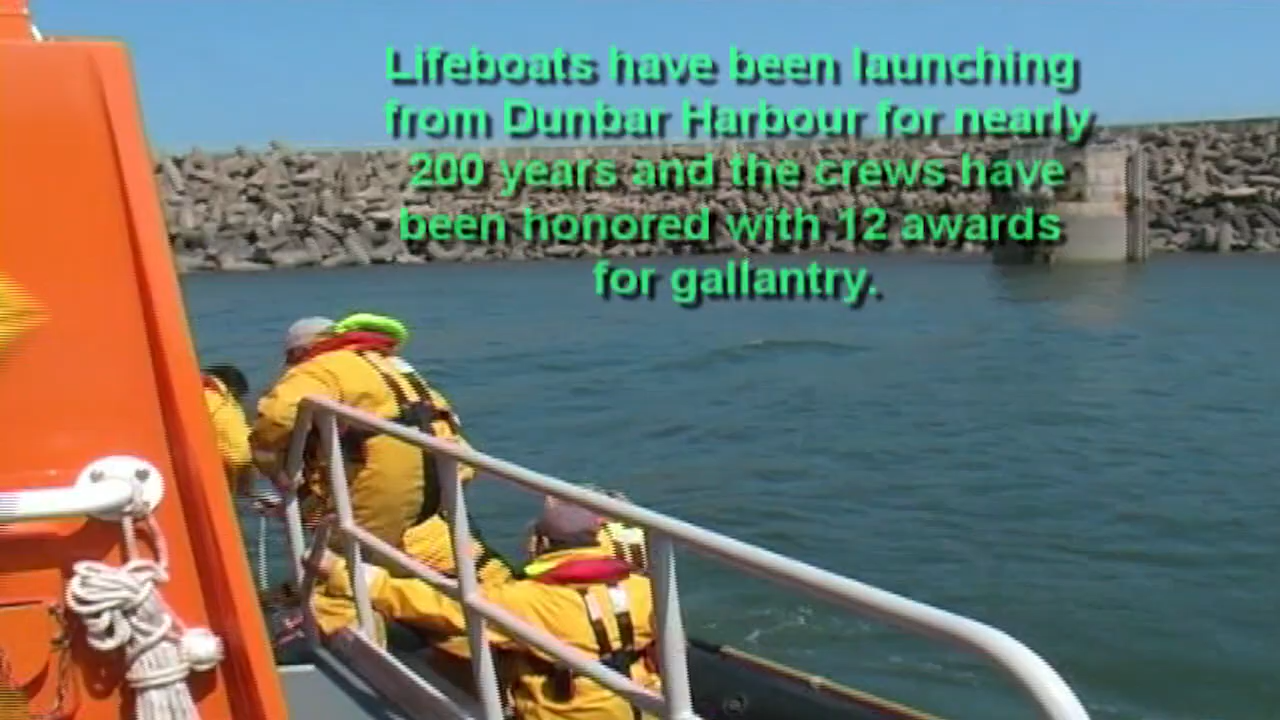 Lifeboats have been launching
from Dunbar Harbour for nearly
200 years and the crews have
been honored with 12 awards
for gallantry.